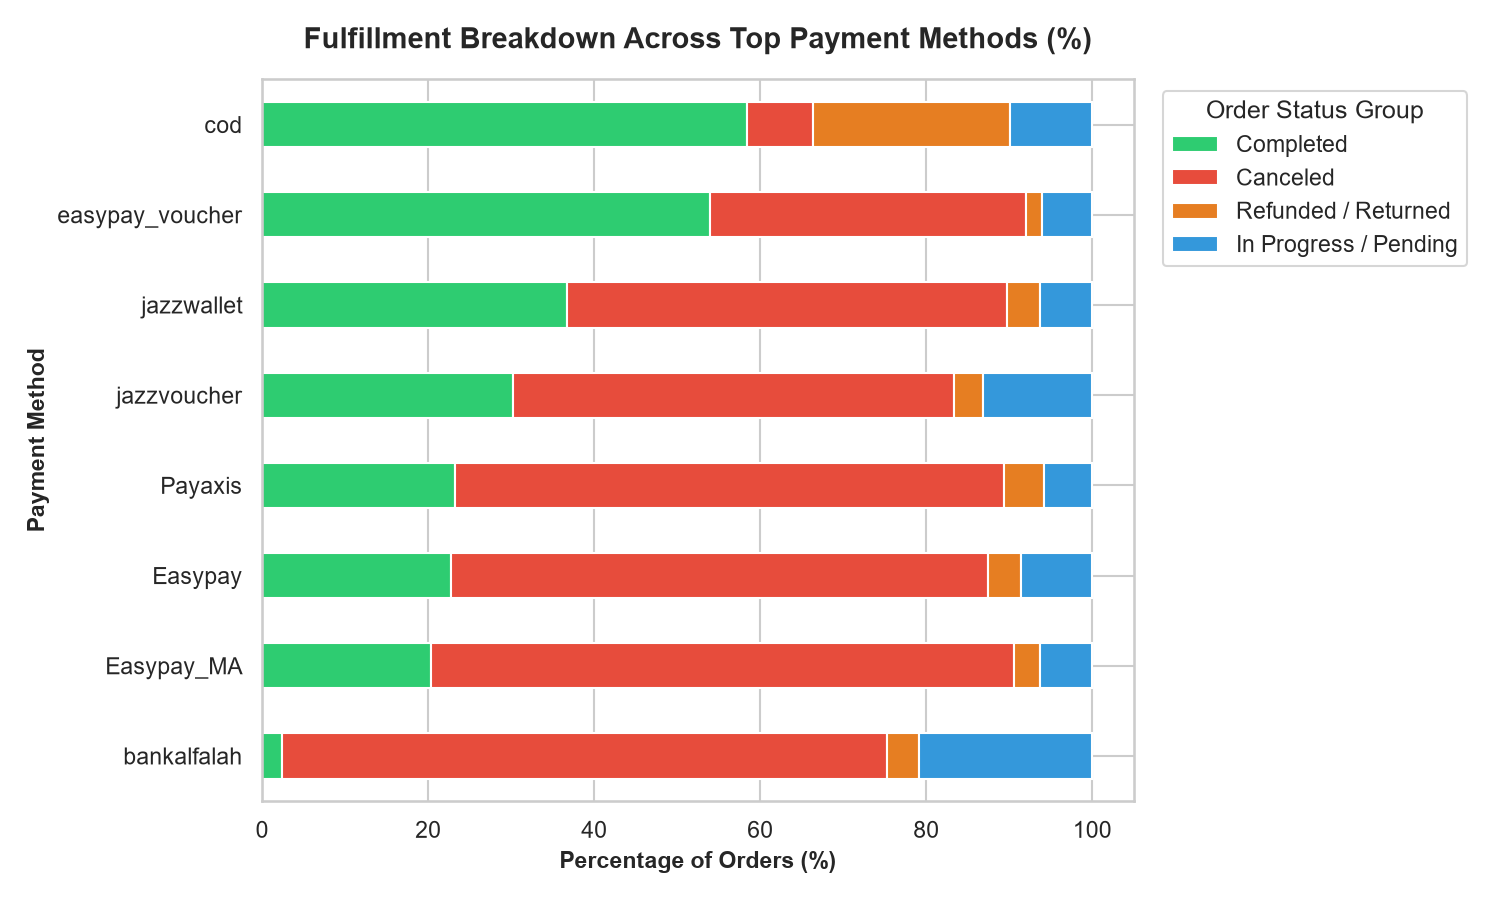 Fulfillment Breakdown Across Top Payment Methods (%)
Order Status Group
Completed
Canceled
Refunded / Returned
In Progress / Pending
Payment Method
cod
easypay_voucher
jazzwallet
jazzvoucher
Payaxis
Easypay
Easypay_MA
bankalfalah
0 20 40 60 80 100
Percentage of Orders (%)